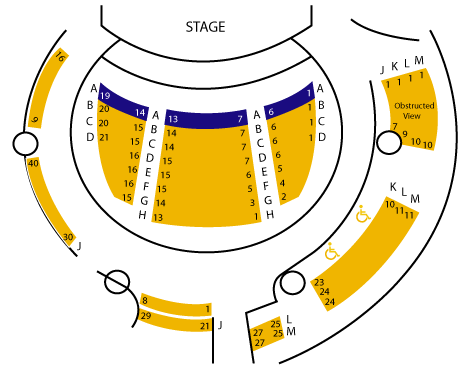 STAGE
16
9
40
30
J
A 19 14 A 13 7 A 6 1 A
B 20 15 B 14 7 B 6 1 B
C 20 15 C 14 7 C 6 1 C
D 21 15 D 14 7 D 6 1 D
16 E 15 6 E 5
16 F 15 5 F 4
15 G 14 3 G 2
H 13 1 H
J K L M
1 1 1 1
Obstructed
View
7 9 10 10
K L M
10 11 11
23
24
24
8 1
29 21 J
27 25 L
27 25 M